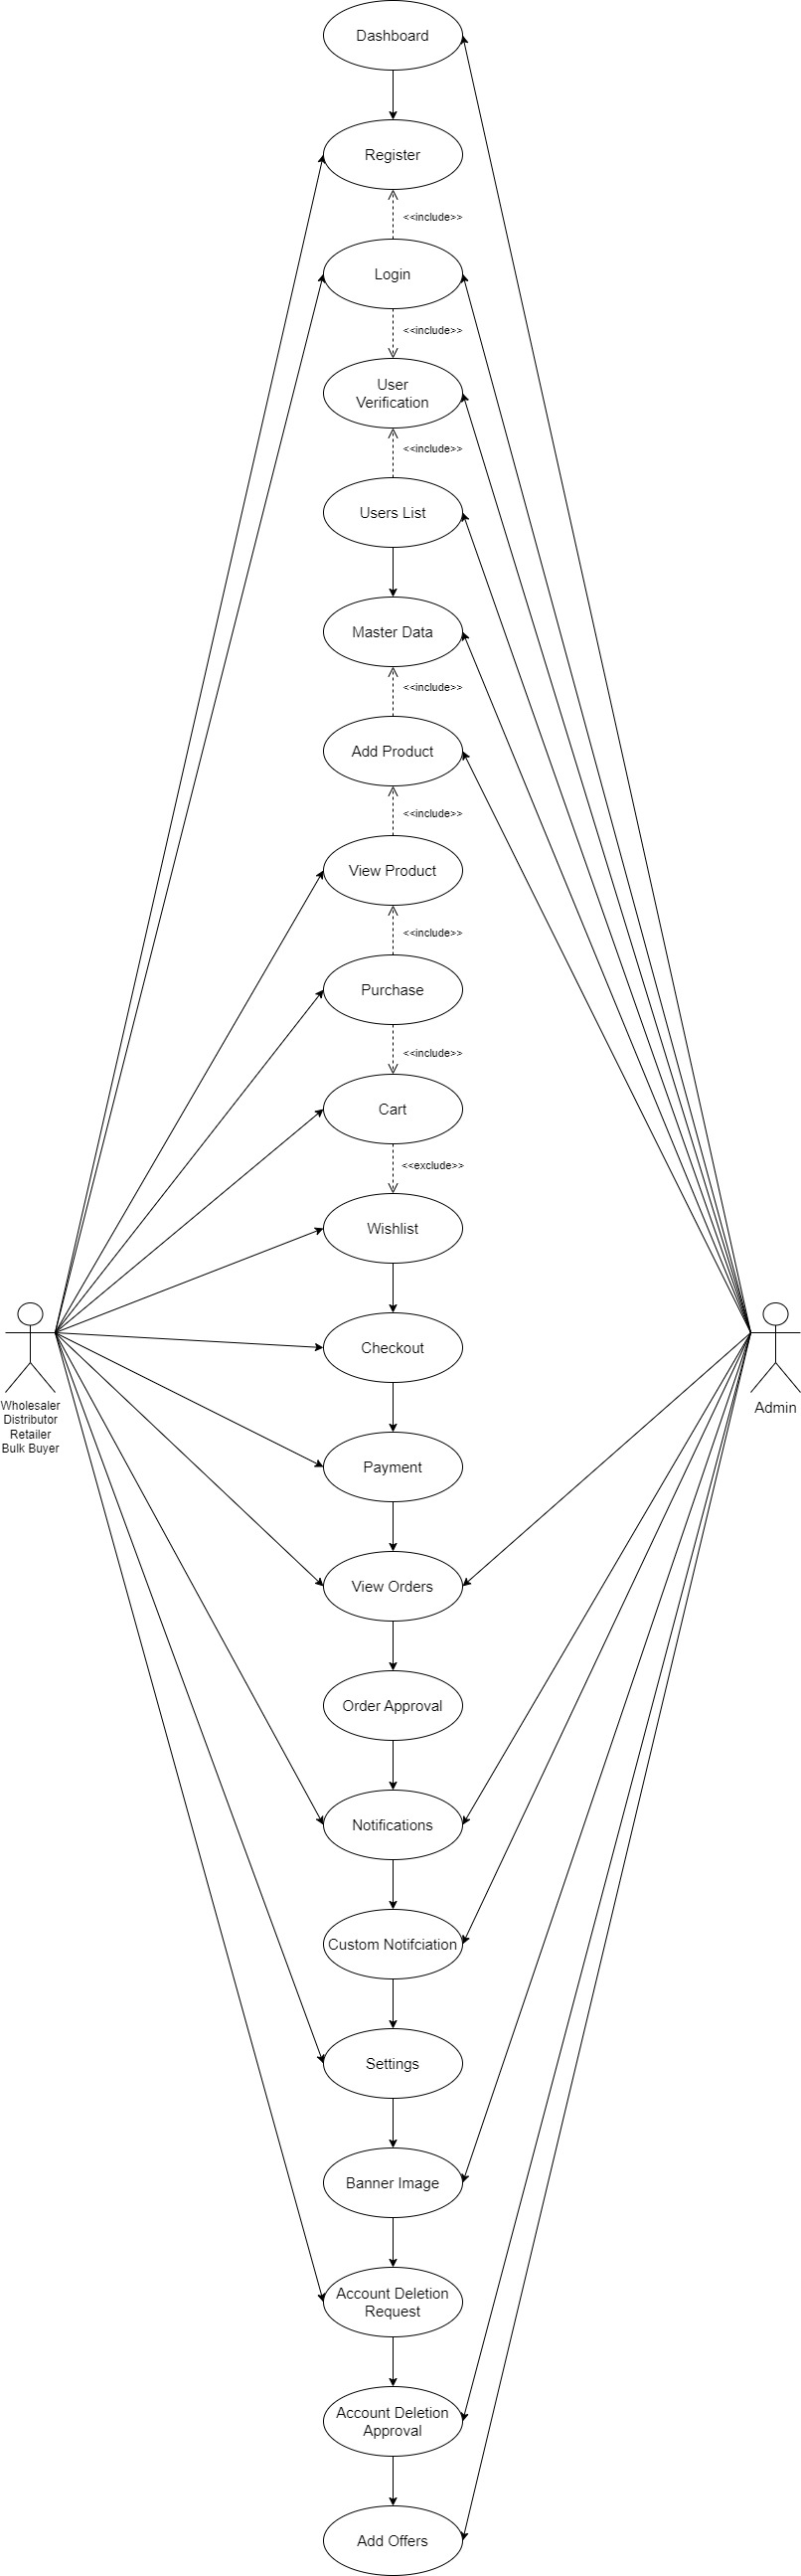 Dashboard
Register
<<include>>
Login
<<include>>
User
Verification
<<include>>
Users List
Master Data
<<include>>
Add Product
<<include>>
View Product
<<include>>
Purchase
<<include>>
Cart
<<exclude>>
Wishlist
Checkout
Wholesaler
Distributor
Retailer
Bulk Buyer
Admin
Payment
View Orders
Order Approval
Notifications
Custom Notifciation
Settings
Banner Image
Account Deletion
Request
Account Deletion
Approval
Add Offers